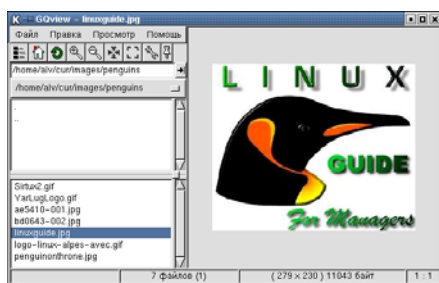 GQview - linuxguide.jpg
Файл Правка Просмотр Помощь
/home/alv/cur/images/penguins
/home/alv/cur/images/penguins
.
..
Sirtux2.gif
YarLugLogo.gif
ae5410-001.jpg
bd0643-002.jpg
linuxguide.jpg
logo-linux-alpes-avec.gif
penguinonthrone.jpg
LINUX
GUIDE
For Managers
7 файлов (1)
( 279 x 230 ) 11043 байт
1 : 1